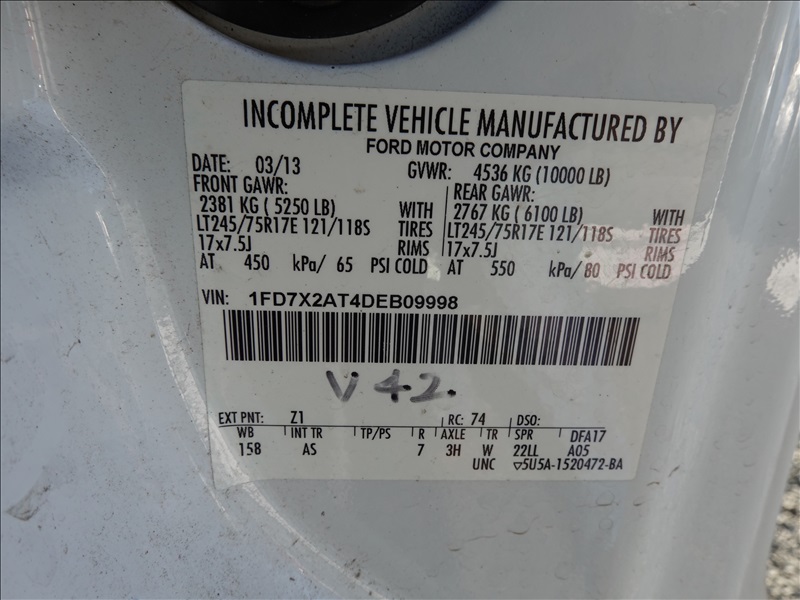 INCOMPLETE VEHICLE MANUFACTURED BY
FORD MOTOR COMPANY
DATE: 03/13 GVWR: 4536 KG (10000 LB)
FRONT GAWR: REAR GAWR:
2381 KG ( 5250 LB) WITH 2767 KG ( 6100 LB) WITH
LT245/75R17E 121/118S TIRES LT245/75R17E 121/118S TIRES
17x7.5J RIMS 17x7.5J RIMS
AT 450 kPa/ 65 PSI COLD AT 550 kPa/ 80 PSI COLD
VIN: 1FD7X2AT4DEB09998
V 42.
EXT PNT: Z1 RC: 74 DSO:
WB INT TR TP/PS R AXLE TR SPR DFA17
158 AS 7 3H W 22LL A05
UNC ▽5U5A-1520472-BA